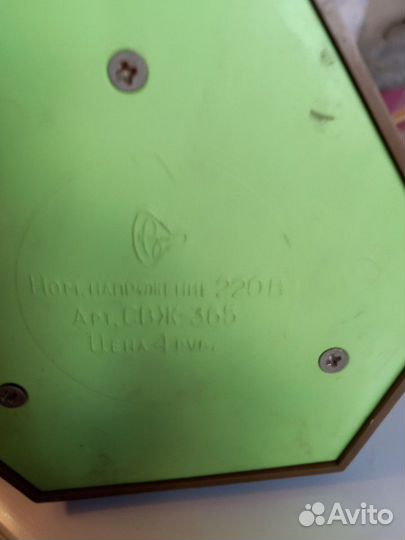 Ном. напряжение 220В
Арт. СВЖ-365
Цена 4 руб.
Avito